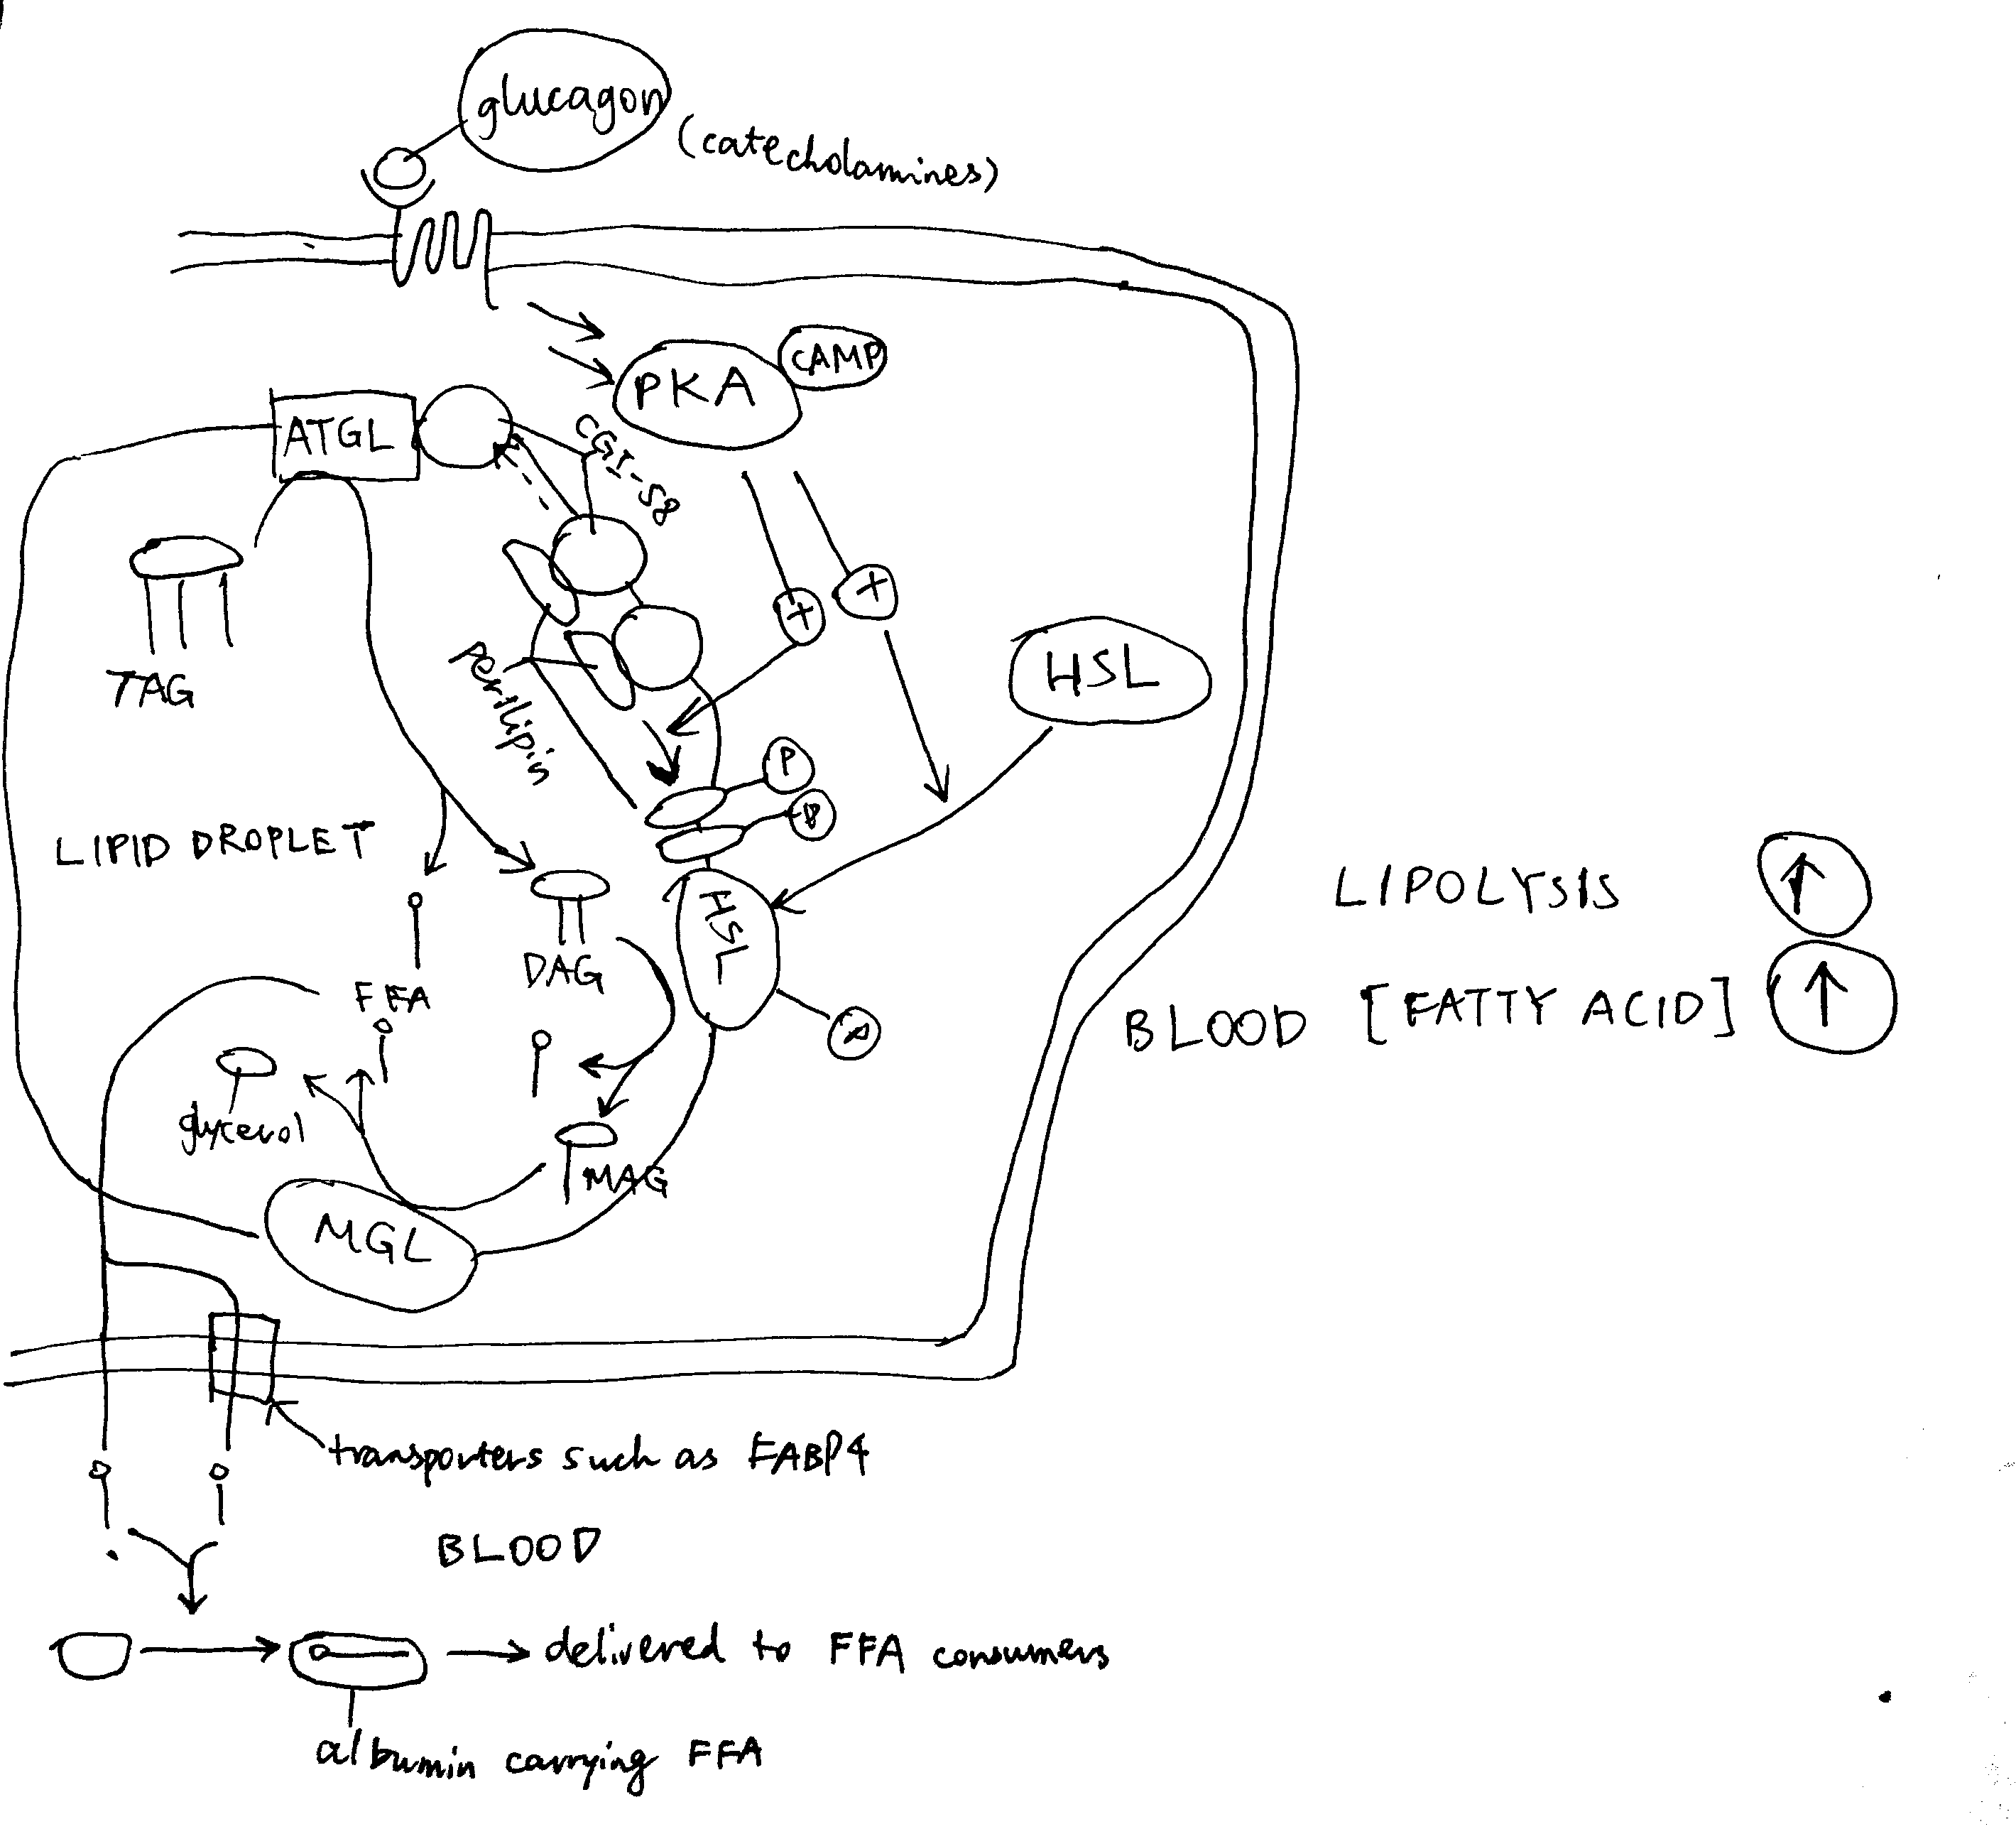 glucagon
(catecholamines)
cAMP
PKA
ATGL
CGI-58
+
+
HSL
TAG
Perilipis
P
P
LIPID DROPLET
HSL
P
DAG
FFA
LIPOLYSIS ↑
BLOOD [FATTY ACID] ↑
glycerol
MAG
MGL
transporters such as FABP4
BLOOD
delivered to FFA consumers
albumin carrying FFA